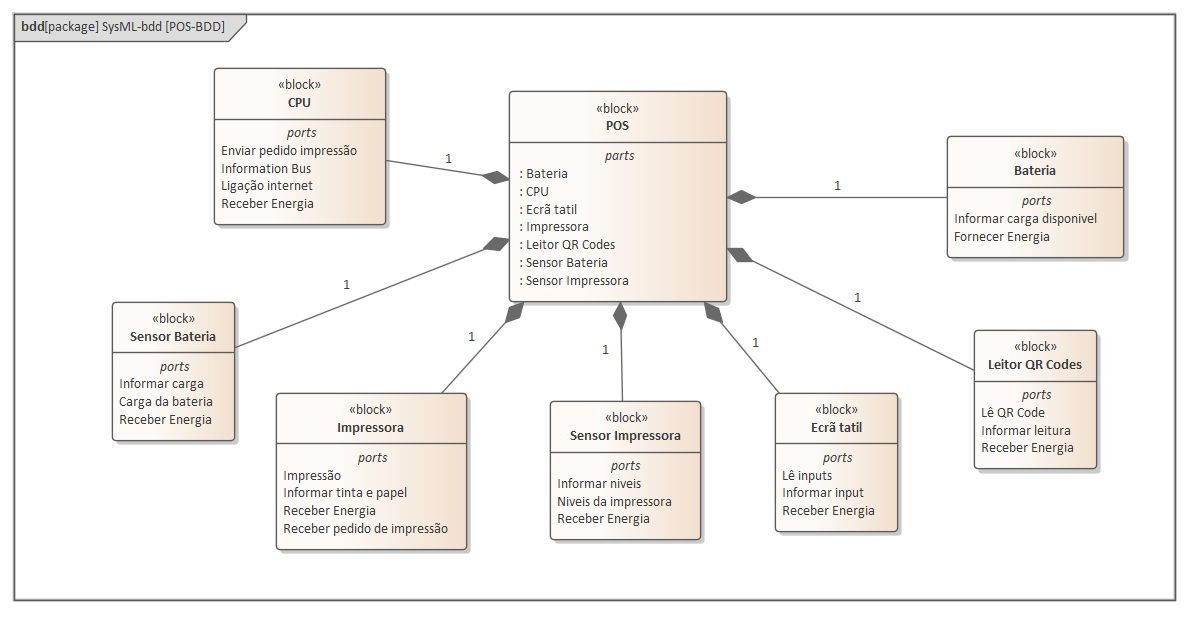 bdd[package] SysML-bdd [POS-BDD]
«block»
CPU
ports
Enviar pedido impressão
Information Bus
Ligação internet
Receber Energia
1
«block»
POS
parts
: Bateria
: CPU
: Ecrã tatil
: Impressora
: Leitor QR Codes
: Sensor Bateria
: Sensor Impressora
1
«block»
Bateria
ports
Informar carga disponivel
Fornecer Energia
1
«block»
Sensor Bateria
ports
Informar carga
Carga da bateria
Receber Energia
1
«block»
Impressora
ports
Impressão
Informar tinta e papel
Receber Energia
Receber pedido de impressão
1
«block»
Sensor Impressora
ports
Informar niveis
Niveis da impressora
Receber Energia
1
«block»
Ecrã tatil
ports
Lê inputs
Informar input
Receber Energia
1
«block»
Leitor QR Codes
ports
Lê QR Code
Informar leitura
Receber Energia